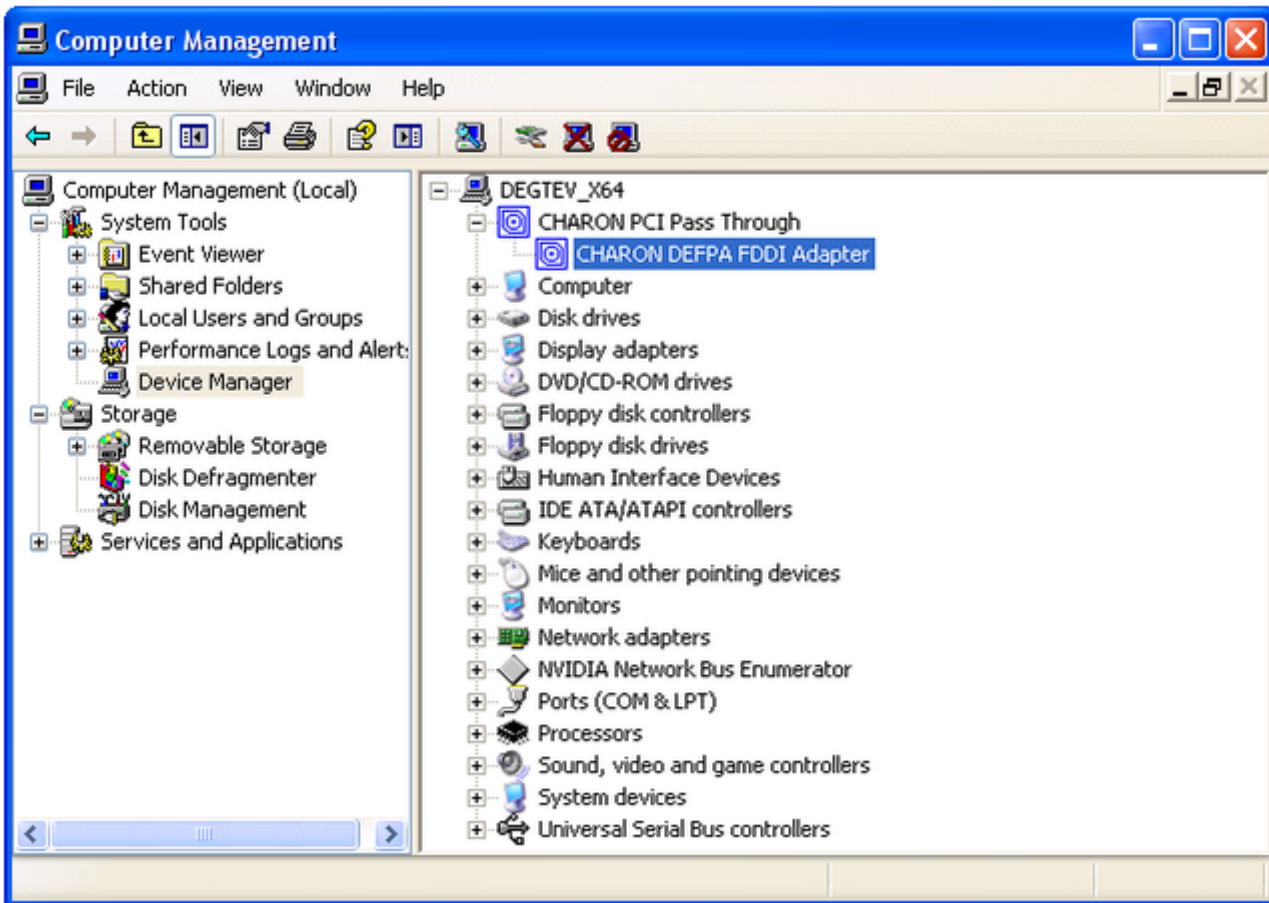 Computer Management
File Action View Window Help
Computer Management (Local)
System Tools
Event Viewer
Shared Folders
Local Users and Groups
Performance Logs and Alert
Device Manager
Storage
Removable Storage
Disk Defragmenter
Disk Management
Services and Applications
DEGTEV_X64
CHARON PCI Pass Through
CHARON DEFPA FDDI Adapter
Computer
Disk drives
Display adapters
DVD/CD-ROM drives
Floppy disk controllers
Floppy disk drives
Human Interface Devices
IDE ATA/ATAPI controllers
Keyboards
Mice and other pointing devices
Monitors
Network adapters
NVIDIA Network Bus Enumerator
Ports (COM & LPT)
Processors
Sound, video and game controllers
System devices
Universal Serial Bus controllers